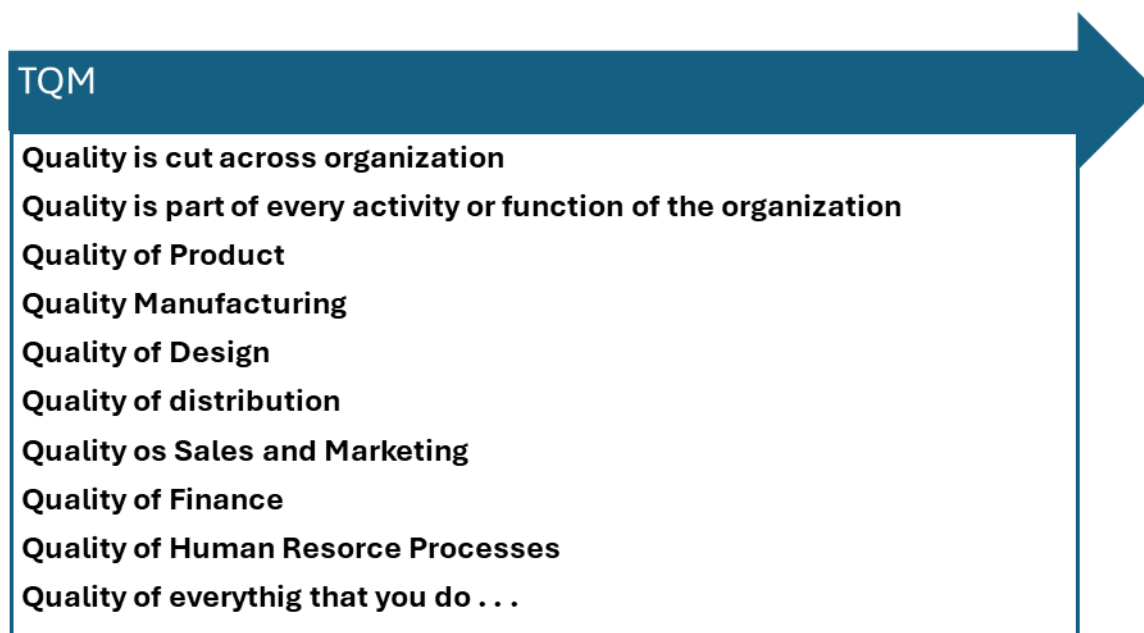 TQM
Quality is cut across organization
Quality is part of every activity or function of the organization
Quality of Product
Quality Manufacturing
Quality of Design
Quality of distribution
Quality os Sales and Marketing
Quality of Finance
Quality of Human Resorce Processes
Quality of everythig that you do . . .